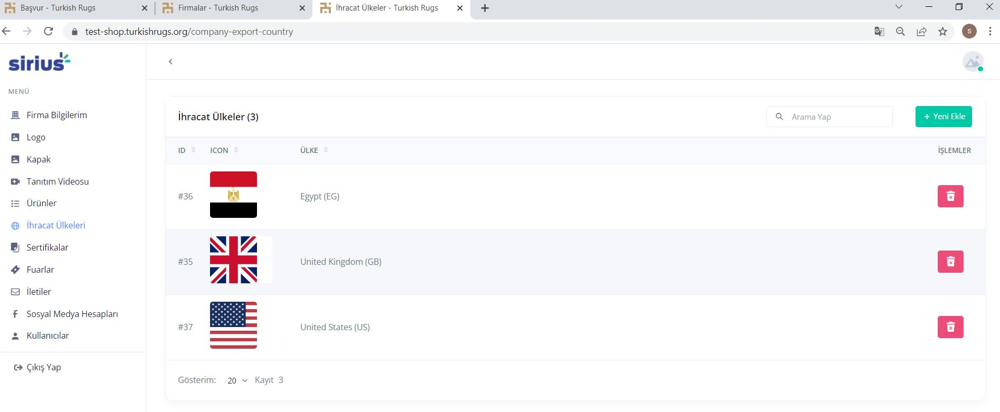 Başvur - Turkish Rugs
Firmalar - Turkish Rugs
İhracat Ülkeler - Turkish Rugs
test-shop.turkishrugs.org/company-export-country
S
sirius
MENÜ
Firma Bilgilerim
Logo
Kapak
Tanıtım Videosu
Ürünler
İhracat Ülkeleri
Sertifikalar
Fuarlar
İletiler
Sosyal Medya Hesapları
Kullanıcılar
Çıkış Yap
İhracat Ülkeler (3)
Arama Yap
+ Yeni Ekle
ID ICON ÜLKE İŞLEMLER
#36 Egypt (EG)
#35 United Kingdom (GB)
#37 United States (US)
Gösterim: 20 Kayıt 3